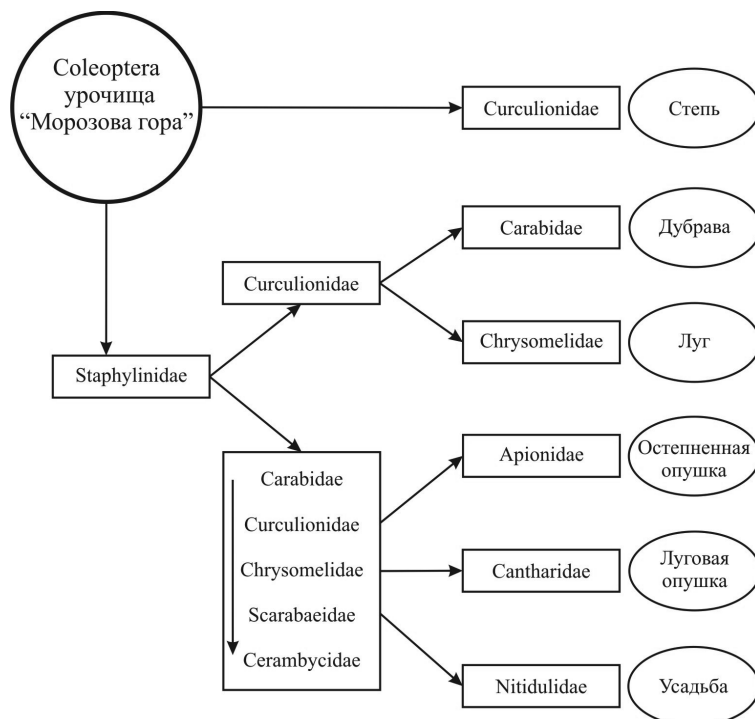 Coleoptera
урочища
“Морозова гора”
Curculionidae
Степь
Carabidae
Дубрава
Curculionidae
Chrysomelidae
Луг
Staphylinidae
Carabidae
Curculionidae
Chrysomelidae
Scarabaeidae
Cerambycidae
Apionidae
Остепненная
опушка
Cantharidae
Луговая
опушка
Nitidulidae
Усадьба